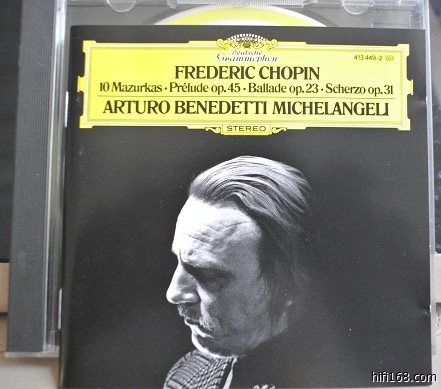 Deutsche
Grammophon
413 449-2
FREDERIC CHOPIN
10 Mazurkas · Prélude op. 45 · Ballade op. 23 · Scherzo op. 31
ARTURO BENEDETTI MICHELANGELI
STEREO
hifi168.com